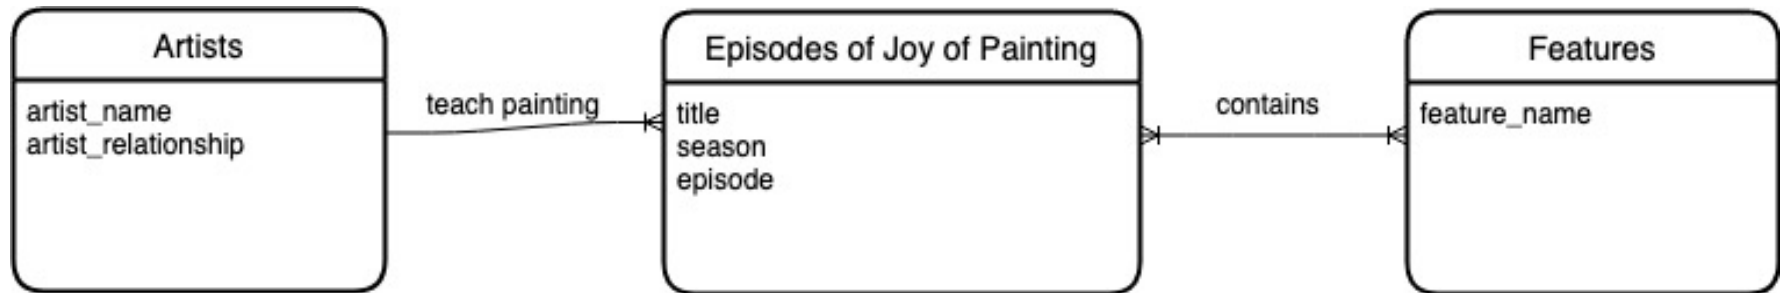 Artists
artist_name
artist_relationship
teach painting
Episodes of Joy of Painting
title
season
episode
contains
Features
feature_name